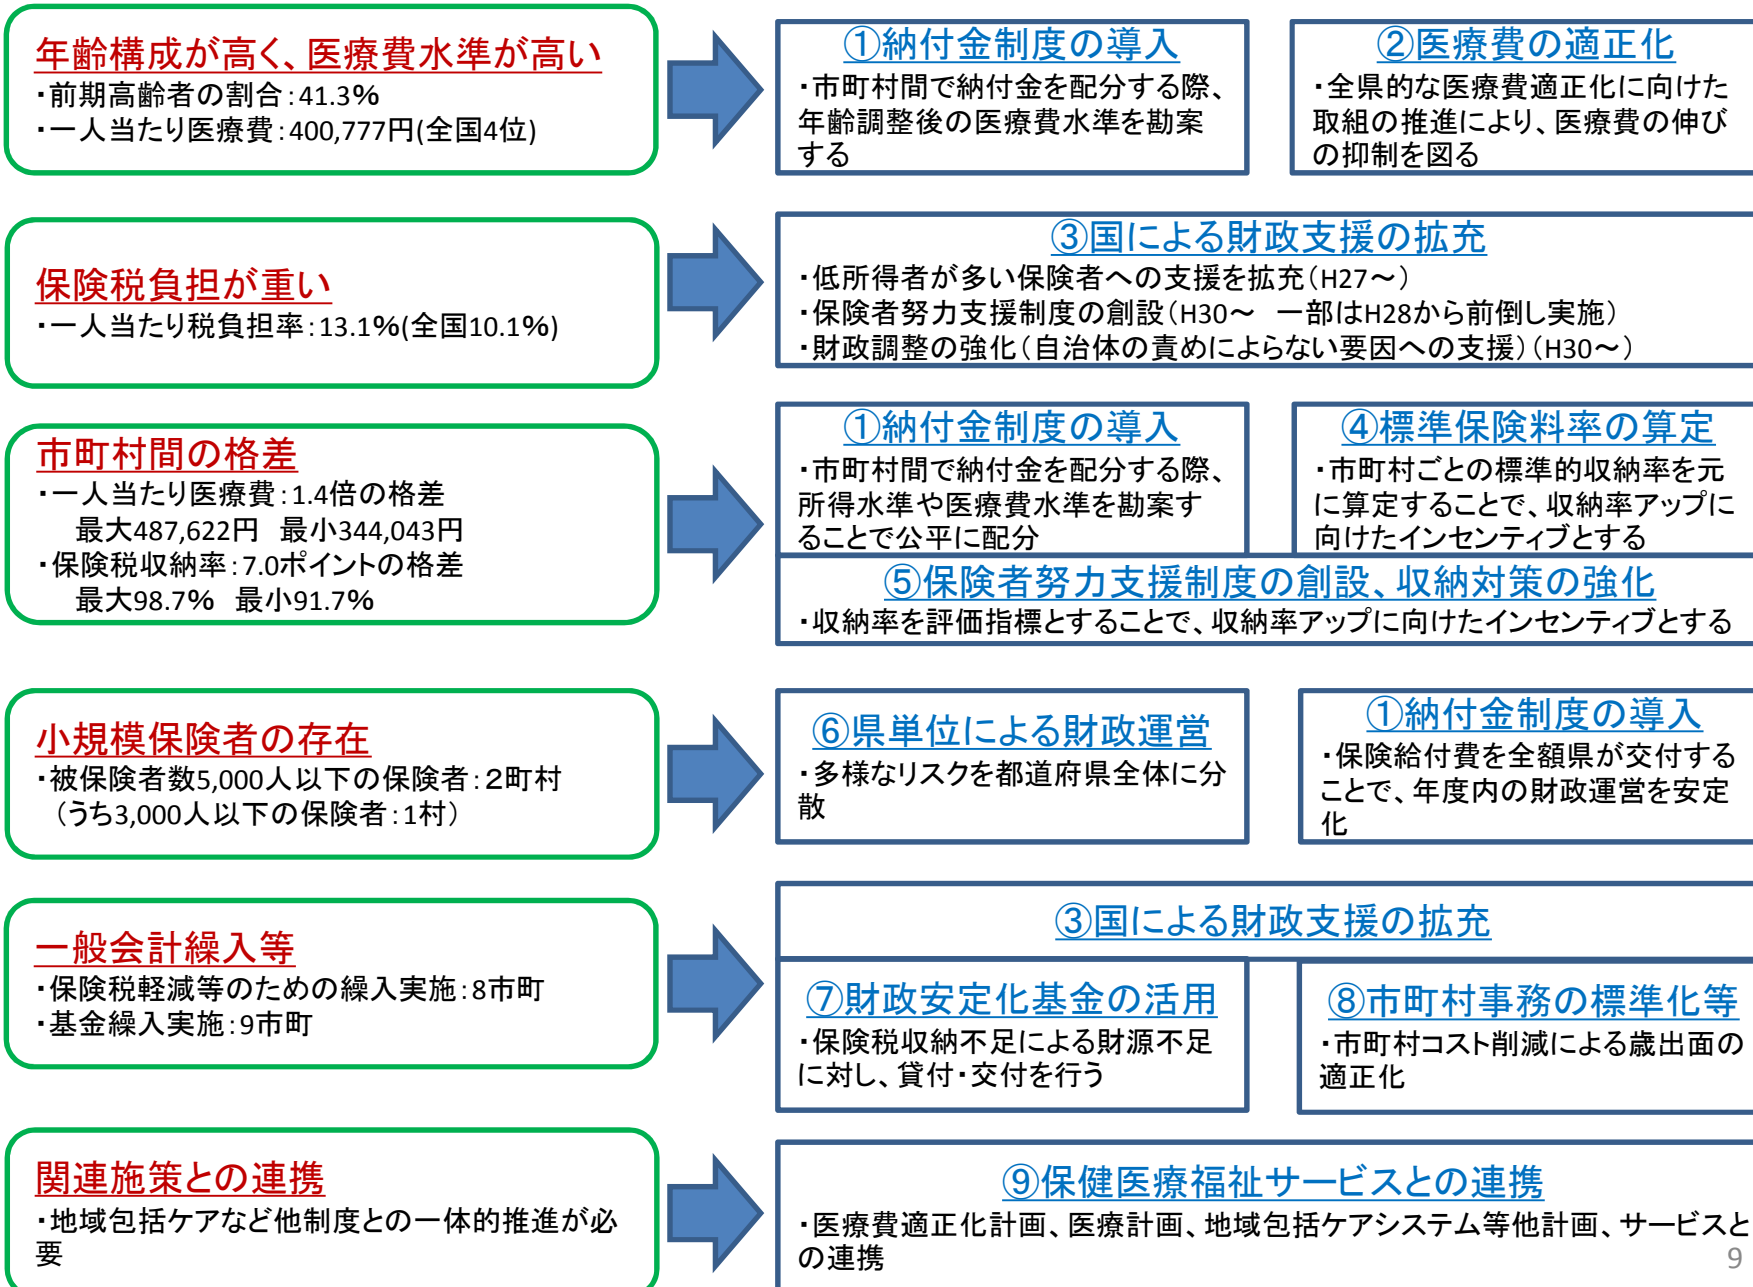 年齢構成が高く、医療費水準が高い
・前期高齢者の割合：41.3%
・一人当たり医療費：400,777円(全国4位)
①納付金制度の導入
・市町村間で納付金を配分する際、
年齢調整後の医療費水準を勘案
する
②医療費の適正化
・全県的な医療費適正化に向けた
取組の推進により、医療費の伸び
の抑制を図る
保険税負担が重い
・一人当たり税負担率：13.1%(全国10.1%)
③国による財政支援の拡充
・低所得者が多い保険者への支援を拡充（H27～）
・保険者努力支援制度の創設（H30～　一部はH28から前倒し実施）
・財政調整の強化（自治体の責めによらない要因への支援）（H30～）
市町村間の格差
・一人当たり医療費：1.4倍の格差
最大487,622円　最小344,043円
・保険税収納率：7.0ポイントの格差
最大98.7%　最小91.7%
①納付金制度の導入
・市町村間で納付金を配分する際、
所得水準や医療費水準を勘案す
ることで公平に配分
④標準保険料率の算定
・市町村ごとの標準的収納率を元
に算定することで、収納率アップに
向けたインセンティブとする
⑤保険者努力支援制度の創設、収納対策の強化
・収納率を評価指標とすることで、収納率アップに向けたインセンティブとする
小規模保険者の存在
・被保険者数5,000人以下の保険者：２町村
（うち3,000人以下の保険者：1村）
⑥県単位による財政運営
・多様なリスクを都道府県全体に分
散
①納付金制度の導入
・保険給付費を全額県が交付する
ことで、年度内の財政運営を安定
化
一般会計繰入等
・保険税軽減等のための繰入実施：8市町
・基金繰入実施：9市町
③国による財政支援の拡充
⑦財政安定化基金の活用
・保険税収納不足による財源不足
に対し、貸付・交付を行う
⑧市町村事務の標準化等
・市町村コスト削減による歳出面の
適正化
関連施策との連携
・地域包括ケアなど他制度との一体的推進が必
要
⑨保健医療福祉サービスとの連携
・医療費適正化計画、医療計画、地域包括ケアシステム等他計画、サービスと
の連携
9